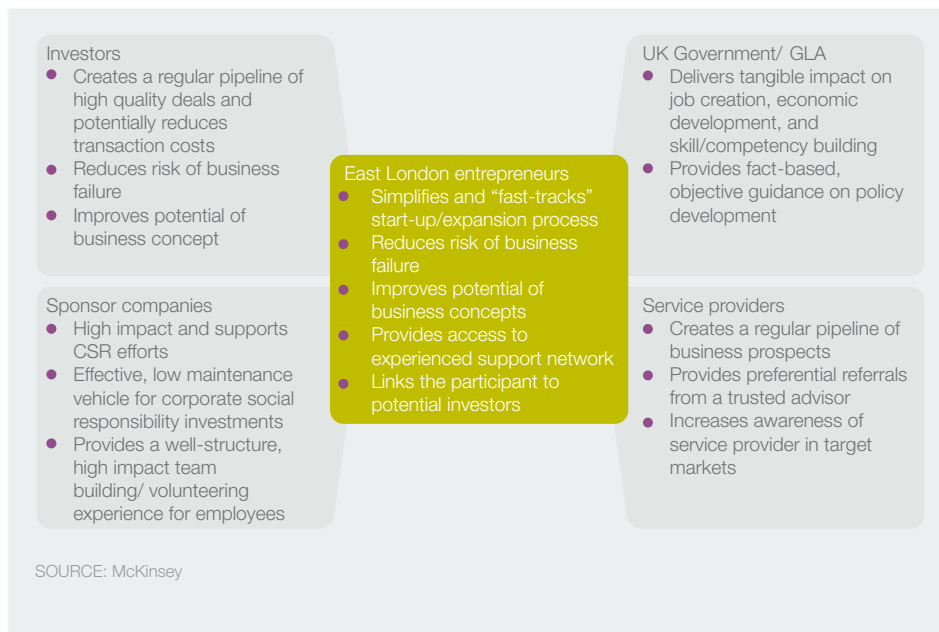 Investors
● Creates a regular pipeline of
high quality deals and
potentially reduces
transaction costs
● Reduces risk of business
failure
● Improves potential of
business concept
UK Government/ GLA
● Delivers tangible impact on
job creation, economic
development, and
skill/competency building
● Provides fact-based,
objective guidance on policy
development
East London entrepreneurs
● Simplifies and “fast-tracks”
start-up/expansion process
● Reduces risk of business
failure
● Improves potential of
business concepts
● Provides access to
experienced support network
● Links the participant to
potential investors
Sponsor companies
● High impact and supports
CSR efforts
● Effective, low maintenance
vehicle for corporate social
responsibility investments
● Provides a well-structure,
high impact team
building/ volunteering
experience for employees
Service providers
● Creates a regular pipeline of
business prospects
● Provides preferential referrals
from a trusted advisor
● Increases awareness of
service provider in target
markets
SOURCE: McKinsey